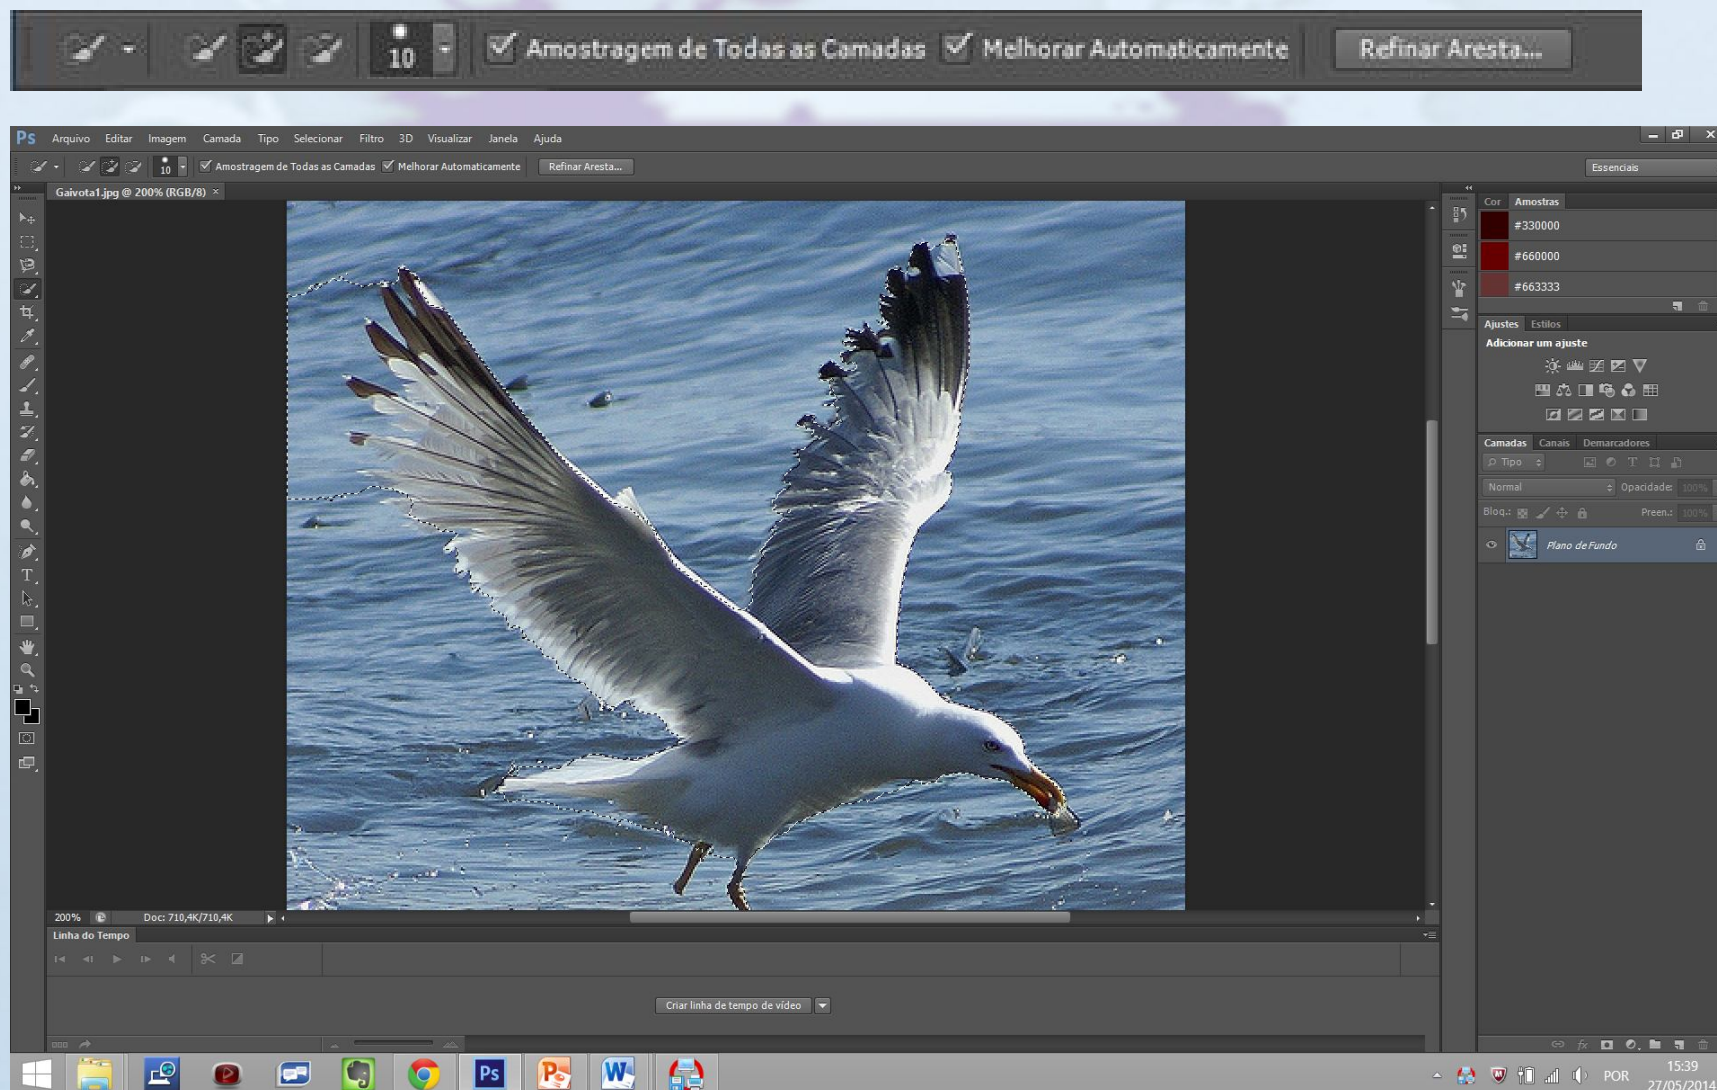 10 Amostragem de Todas as Camadas Melhorar Automaticamente Refinar Aresta...
Ps Arquivo Editar Imagem Camada Tipo Selecionar Filtro 3D Visualizar Janela Ajuda
10 Amostragem de Todas as Camadas Melhorar Automaticamente Refinar Aresta... Essenciais
Gaivota1.jpg @ 200% (RGB/8) ×
Cor Amostras
#330000
#660000
#663333
Ajustes Estilos
Adicionar um ajuste
Camadas Canais Demarcadores
Tipo
Normal Opacidade: 100%
Bloq.: Preen.: 100%
Plano de Fundo
200% Doc: 710,4K/710,4K
Linha do Tempo
Criar linha de tempo de vídeo
Ps POR 15:39
27/05/2014